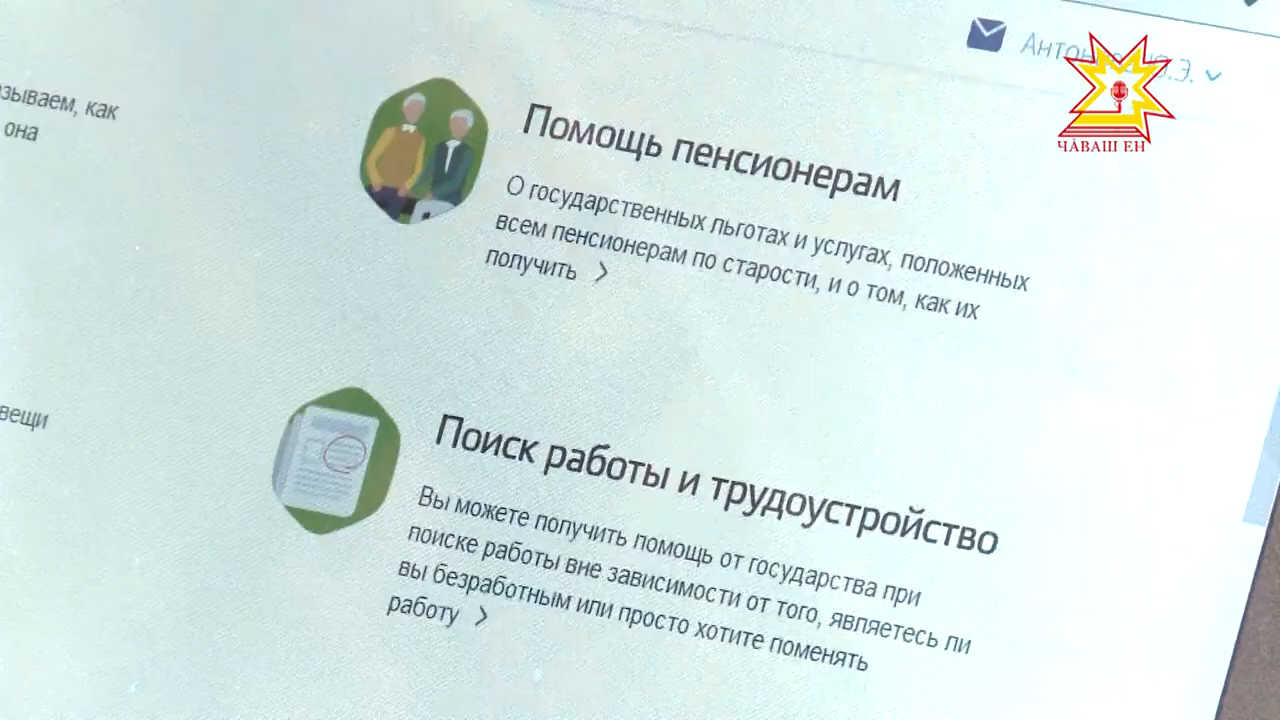 ЧӐВАШ ЕН
зываем, как
она
Помощь пенсионерам
О государственных льготах и услугах, положенных
всем пенсионерам по старости, и о том, как их
получить >
вещи
Поиск работы и трудоустройство
Вы можете получить помощь от государства при
поиске работы вне зависимости от того, являетесь ли
вы безработным или просто хотите поменять
работу >